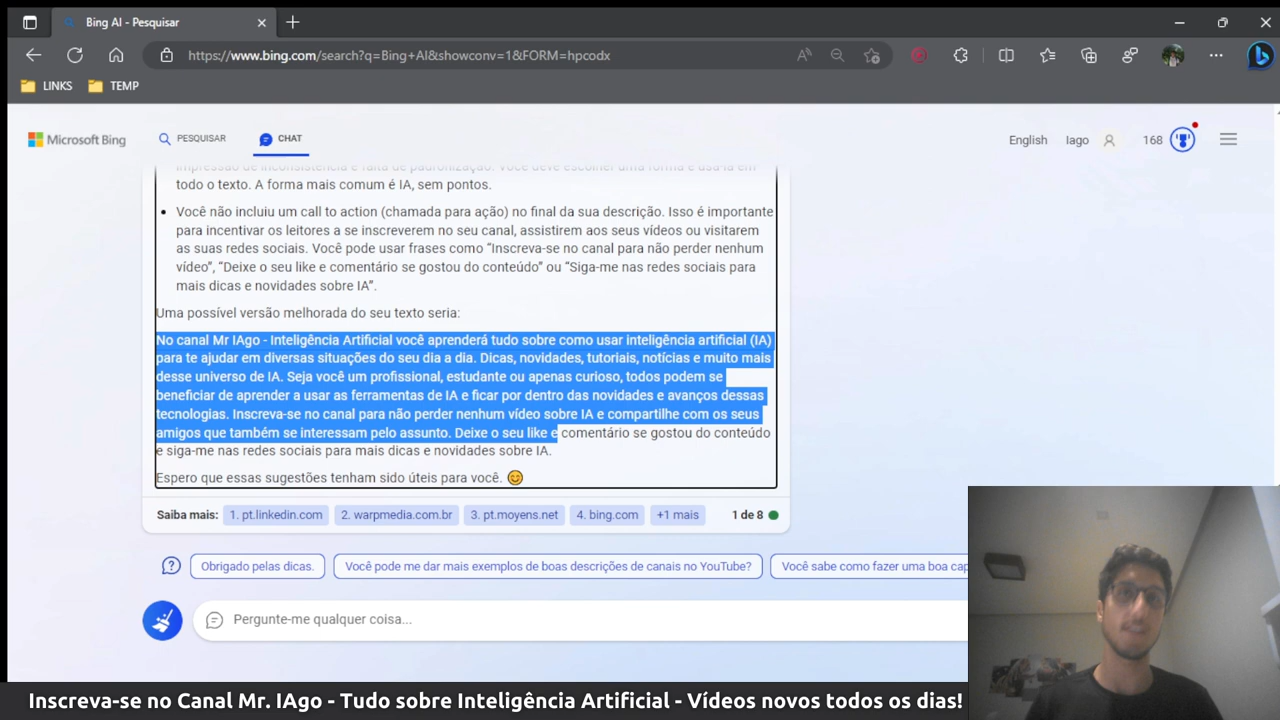 Bing AI - Pesquisar
https://www.bing.com/search?q=Bing+AI&showconv=1&FORM=hpcodx
LINKS TEMP
Microsoft Bing PESQUISAR CHAT English Iago 168
impressão de inconsistência e falta de padronização. Você deve escolher uma forma e usá-la em
todo o texto. A forma mais comum é IA, sem pontos.
• Você não incluiu um call to action (chamada para ação) no final da sua descrição. Isso é importante
para incentivar os leitores a se inscreverem no seu canal, assistirem aos seus vídeos ou visitarem
as suas redes sociais. Você pode usar frases como “Inscreva-se no canal para não perder nenhum
vídeo”, “Deixe o seu like e comentário se gostou do conteúdo” ou “Siga-me nas redes sociais para
mais dicas e novidades sobre IA”.
Uma possível versão melhorada do seu texto seria:
No canal Mr IAgo - Inteligência Artificial você aprenderá tudo sobre como usar inteligência artificial (IA)
para te ajudar em diversas situações do seu dia a dia. Dicas, novidades, tutoriais, notícias e muito mais
desse universo de IA. Seja você um profissional, estudante ou apenas curioso, todos podem se
beneficiar de aprender a usar as ferramentas de IA e ficar por dentro das novidades e avanços dessas
tecnologias. Inscreva-se no canal para não perder nenhum vídeo sobre IA e compartilhe com os seus
amigos que também se interessam pelo assunto. Deixe o seu like e comentário se gostou do conteúdo
e siga-me nas redes sociais para mais dicas e novidades sobre IA.
Espero que essas sugestões tenham sido úteis para você. 😊
Saiba mais: 1. pt.linkedin.com 2. warpmedia.com.br 3. pt.moyens.net 4. bing.com +1 mais 1 de 8
Obrigado pelas dicas. Você pode me dar mais exemplos de boas descrições de canais no YouTube? Você sabe como fazer uma boa cap
Pergunte-me qualquer coisa...
Inscreva-se no Canal Mr. IAgo - Tudo sobre Inteligência Artificial - Vídeos novos todos os dias!